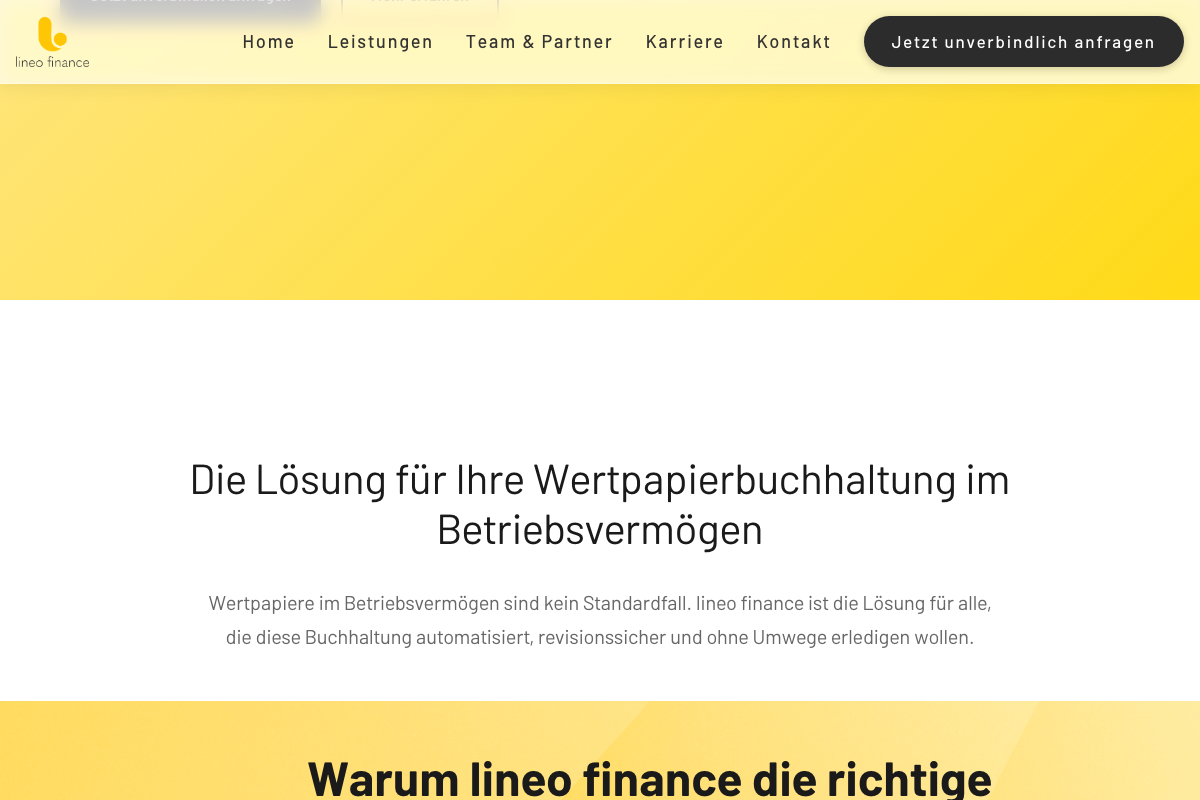 lineo finance
Home
Leistungen
Team & Partner
Karriere
Kontakt
Jetzt unverbindlich anfragen
Die Lösung für Ihre Wertpapierbuchhaltung im
Betriebsvermögen
Wertpapiere im Betriebsvermögen sind kein Standardfall. lineo finance ist die Lösung für alle,
die diese Buchhaltung automatisiert, revisionssicher und ohne Umwege erledigen wollen.
Warum lineo finance die richtige